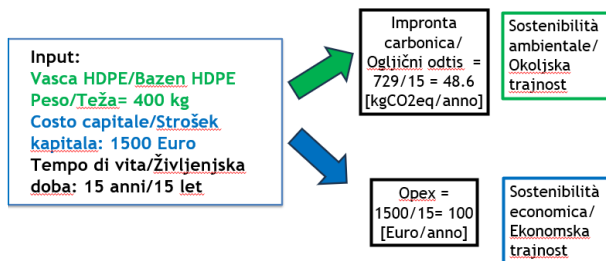 Input:
Vasca HDPE/Bazen HDPE
Peso/Teža= 400 kg
Costo capitale/Strošek
kapitala: 1500 Euro
Tempo di vita/Življenjska
doba: 15 anni/15 let
Impronta
carbonica/
Ogljični odtis =
729/15 = 48.6
[kgCO2eq/anno]
Sostenibilità
ambientale/
Okoljska
trajnost
Opex =
1500/15= 100
[Euro/anno]
Sostenibilità
economica/
Ekonomska
trajnost